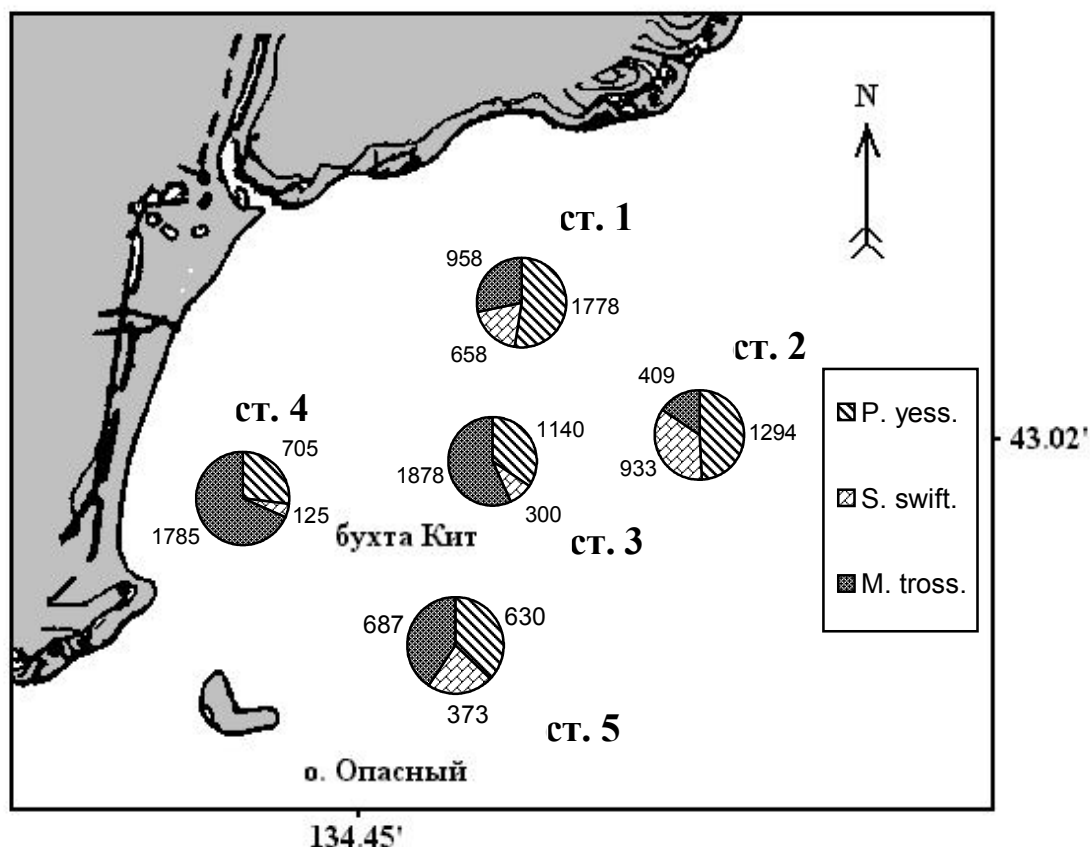 N
ст. 1
958
1778
658
ст. 2
409
1294
933
P. yess.
S. swift.
M. tross.
43.02'
ст. 4
705
125
1785
1140
1878
300
бухта Кит
ст. 3
687
630
373
ст. 5
о. Опасный
134.45'